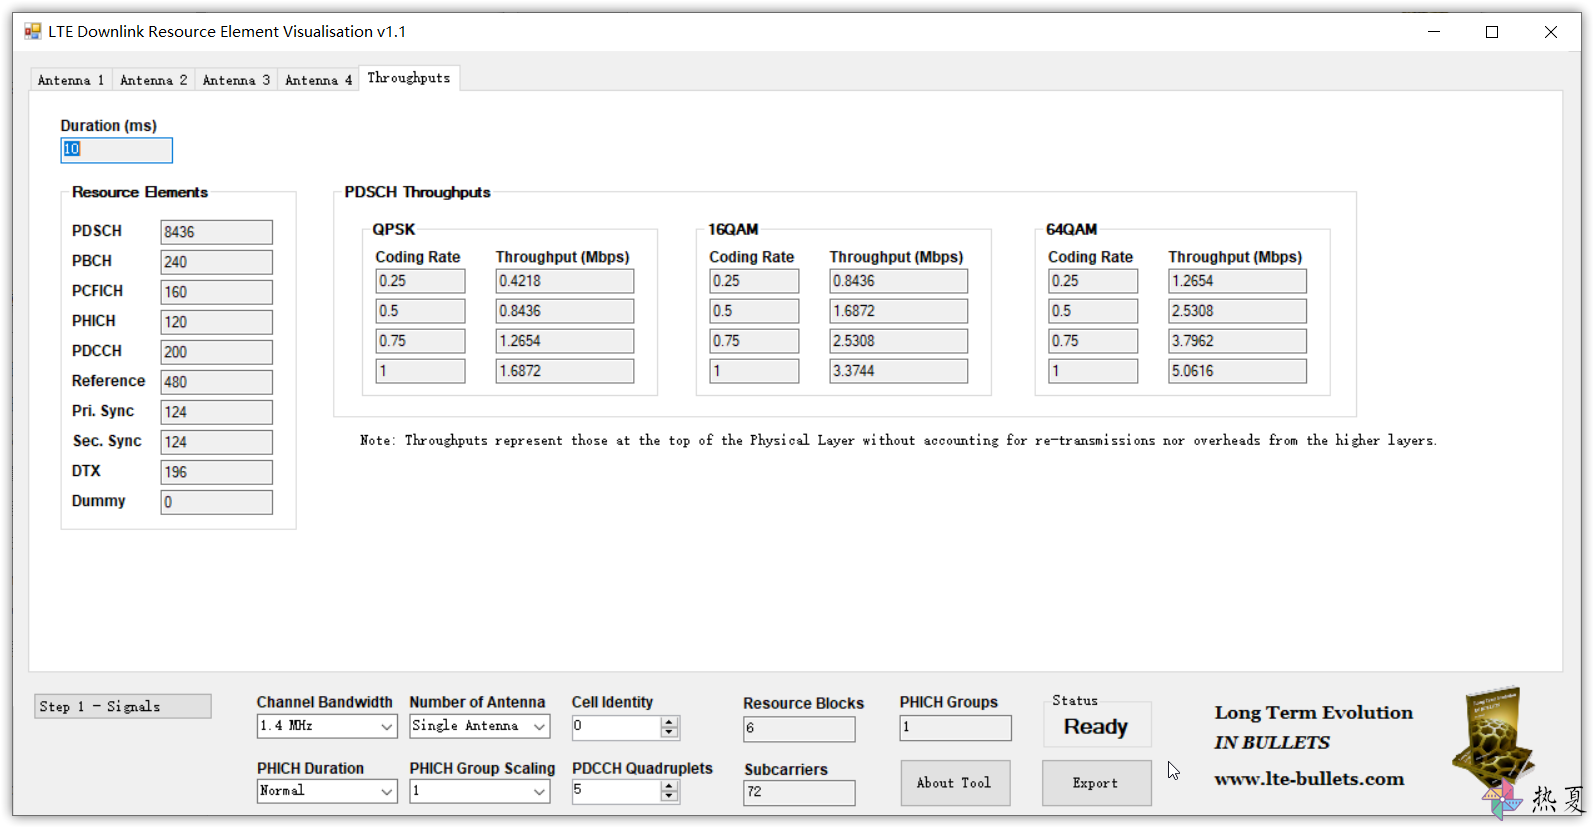 LTE Downlink Resource Element Visualisation v1.1
Antenna 1 Antenna 2 Antenna 3 Antenna 4 Throughputs
Duration (ms)
10
Resource Elements
PDSCH 8436
PBCH 240
PCFICH 160
PHICH 120
PDCCH 200
Reference 480
Pri. Sync 124
Sec. Sync 124
DTX 196
Dummy 0
PDSCH Throughputs
QPSK
Coding Rate Throughput (Mbps)
0.25 0.4218
0.5 0.8436
0.75 1.2654
1 1.6872
16QAM
Coding Rate Throughput (Mbps)
0.25 0.8436
0.5 1.6872
0.75 2.5308
1 3.3744
64QAM
Coding Rate Throughput (Mbps)
0.25 1.2654
0.5 2.5308
0.75 3.7962
1 5.0616
Note: Throughputs represent those at the top of the Physical Layer without accounting for re-transmissions nor overheads from the higher layers.
Step 1 - Signals
Channel Bandwidth
1.4 MHz
Number of Antenna
Single Antenna
Cell Identity
0
Resource Blocks
6
PHICH Groups
1
Status
Ready
PHICH Duration
Normal
PHICH Group Scaling
1
PDCCH Quadruplets
5
Subcarriers
72
About Tool
Export
Long Term Evolution
IN BULLETS
www.lte-bullets.com
热夏